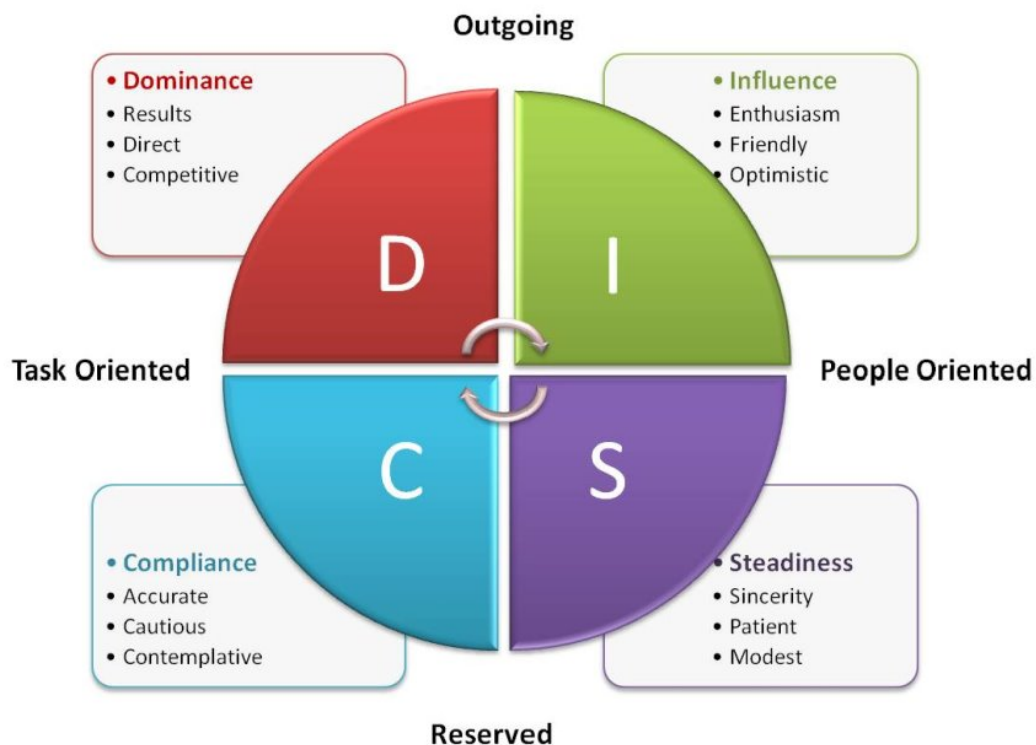 Outgoing
• Dominance
• Results
• Direct
• Competitive
• Influence
• Enthusiasm
• Friendly
• Optimistic
D
I
Task Oriented
People Oriented
C
S
• Compliance
• Accurate
• Cautious
• Contemplative
• Steadiness
• Sincerity
• Patient
• Modest
Reserved